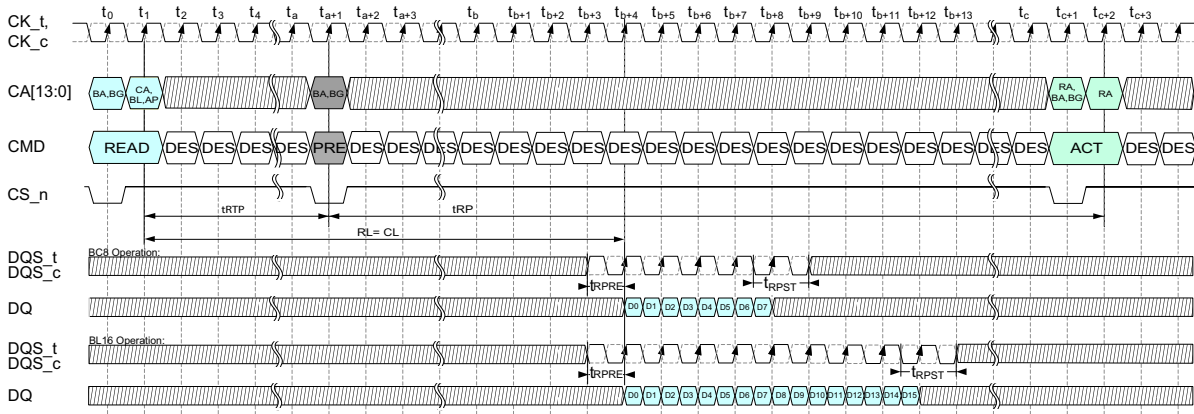 CK_t,
CK_c
t0 t1 t2 t3 t4 ta ta+1 ta+2 ta+3 tb tb+1 tb+2 tb+3 tb+4 tb+5 tb+6 tb+7 tb+8 tb+9 tb+10 tb+11 tb+12 tb+13 tc tc+1 tc+2 tc+3
CA[13:0]
BA,BG CA, BL,AP BA,BG RA, BA,BG RA
CMD
READ DES DES DES DES PRE DES DES DES DES DES DES DES DES DES DES DES DES DES DES DES DES DES DES DES ACT DES DES
CS_n
tRTP tRP
RL= CL
BC8 Operation:
DQS_t
DQS_c
tRPRE tRPST
DQ
D0 D1 D2 D3 D4 D5 D6 D7
BL16 Operation:
DQS_t
DQS_c
tRPRE tRPST
DQ
D0 D1 D2 D3 D4 D5 D6 D7 D8 D9 D10 D11 D12 D13 D14 D15